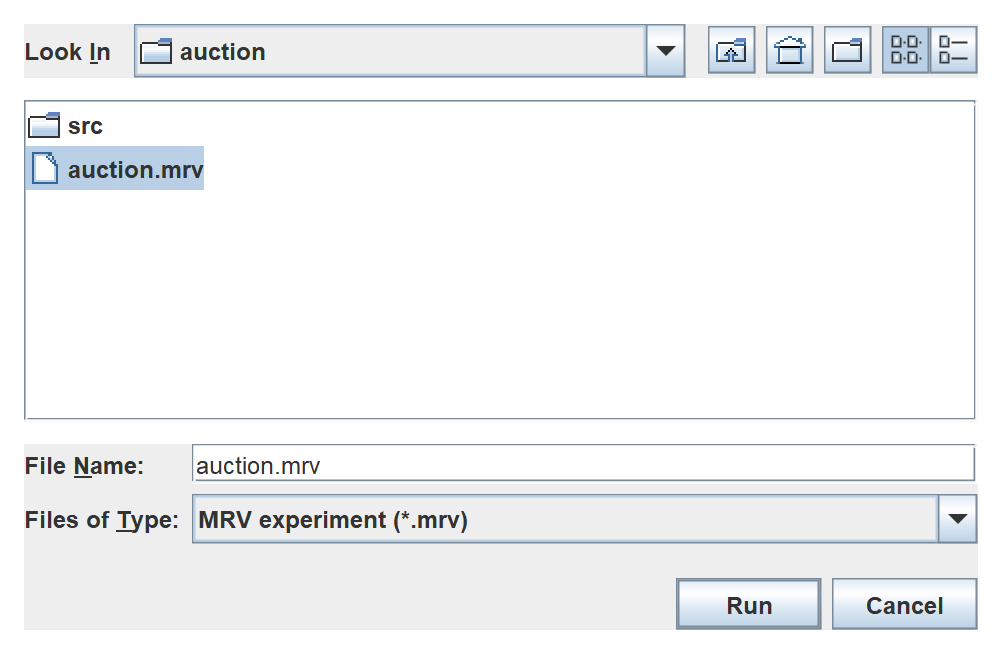 Look In auction
src
auction.mrv
File Name: auction.mrv
Files of Type: MRV experiment (*.mrv)
Run Cancel